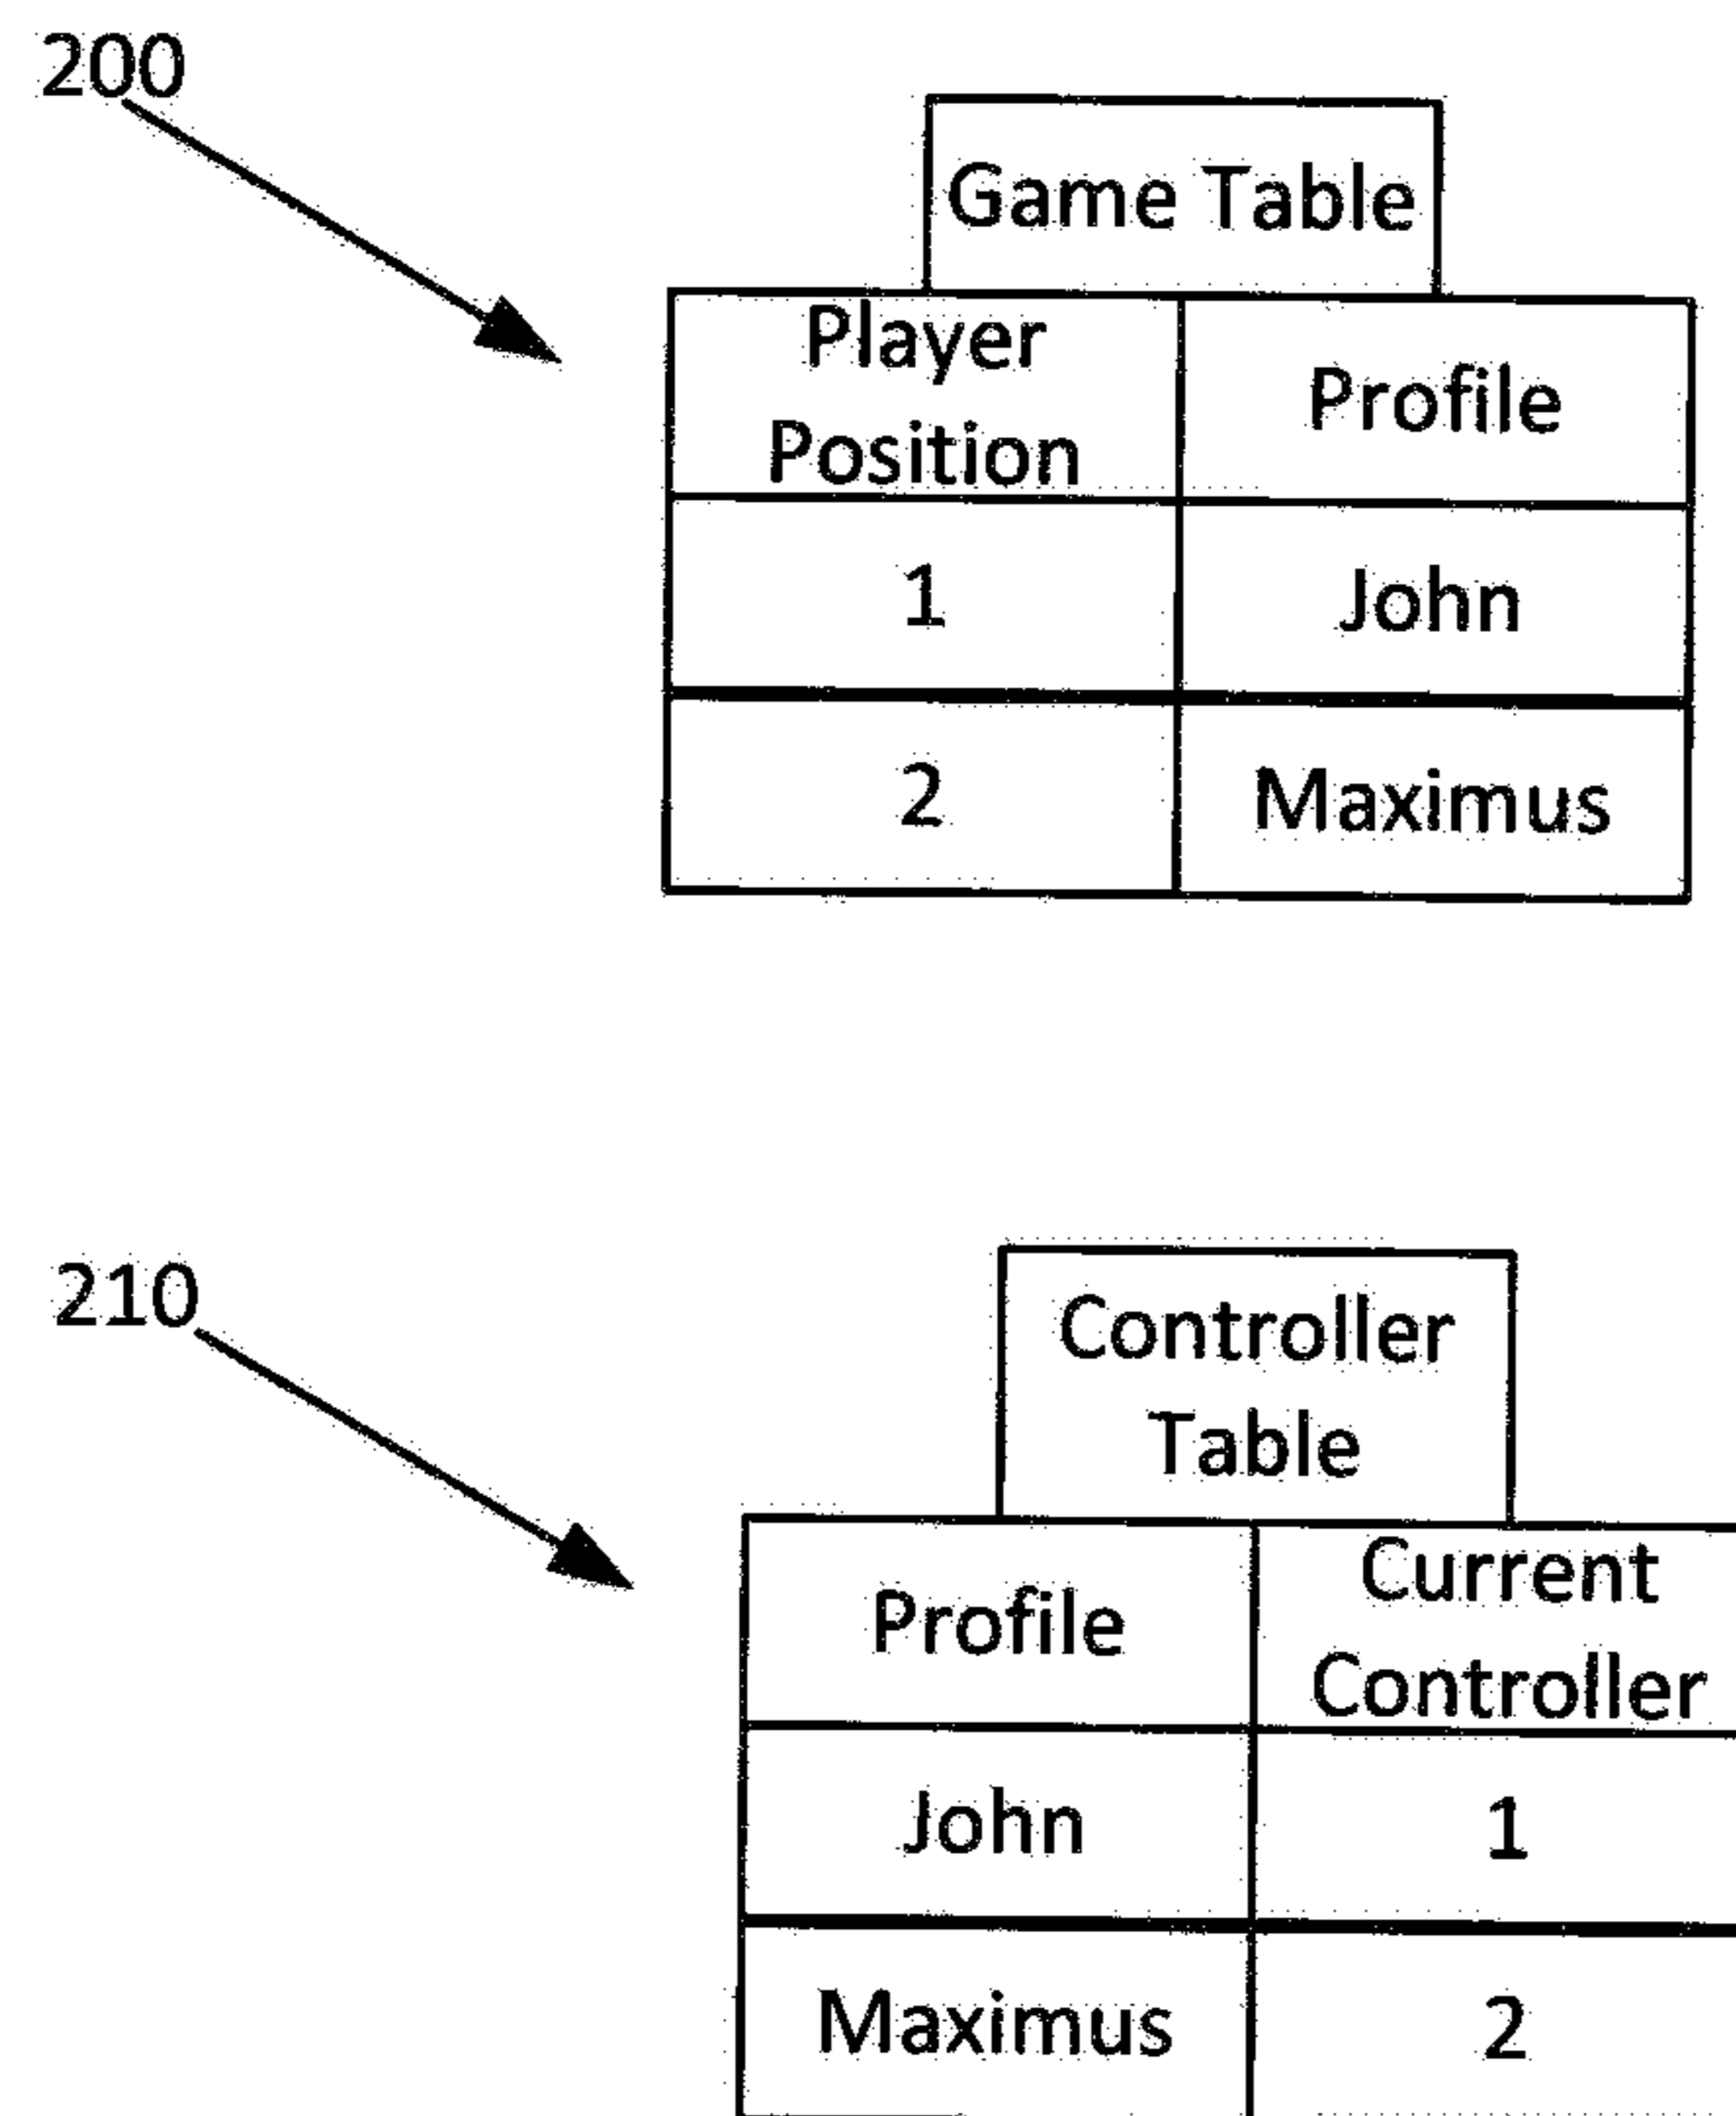 200
Game Table
Player
Position
Profile
1
John
2
Maximus
210
Controller
Table
Profile
Current
Controller
John
1
Maximus
2